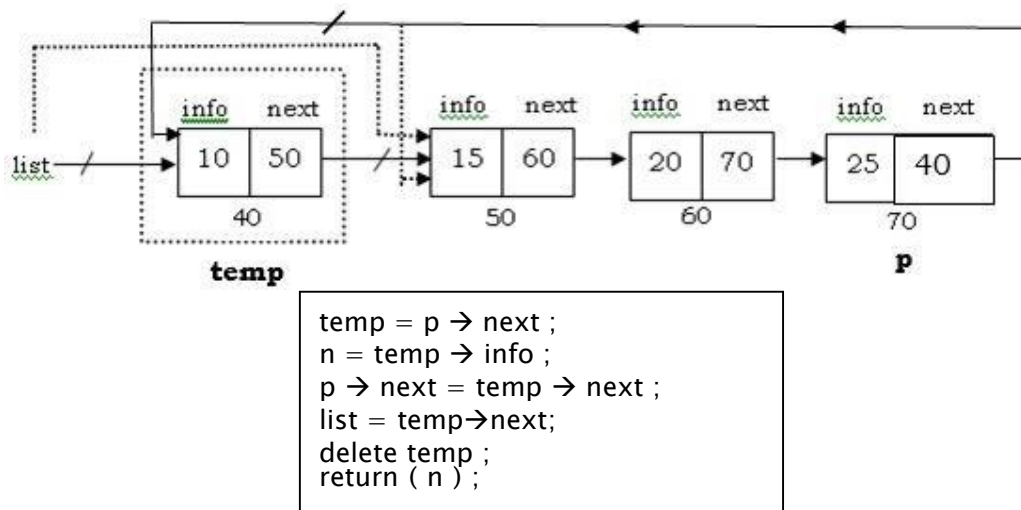 info next info next info next info next
list 10 50 15 60 20 70 25 40
40 50 60 70
temp p
temp = p → next ;
n = temp → info ;
p → next = temp → next ;
list = temp→next;
delete temp ;
return ( n ) ;